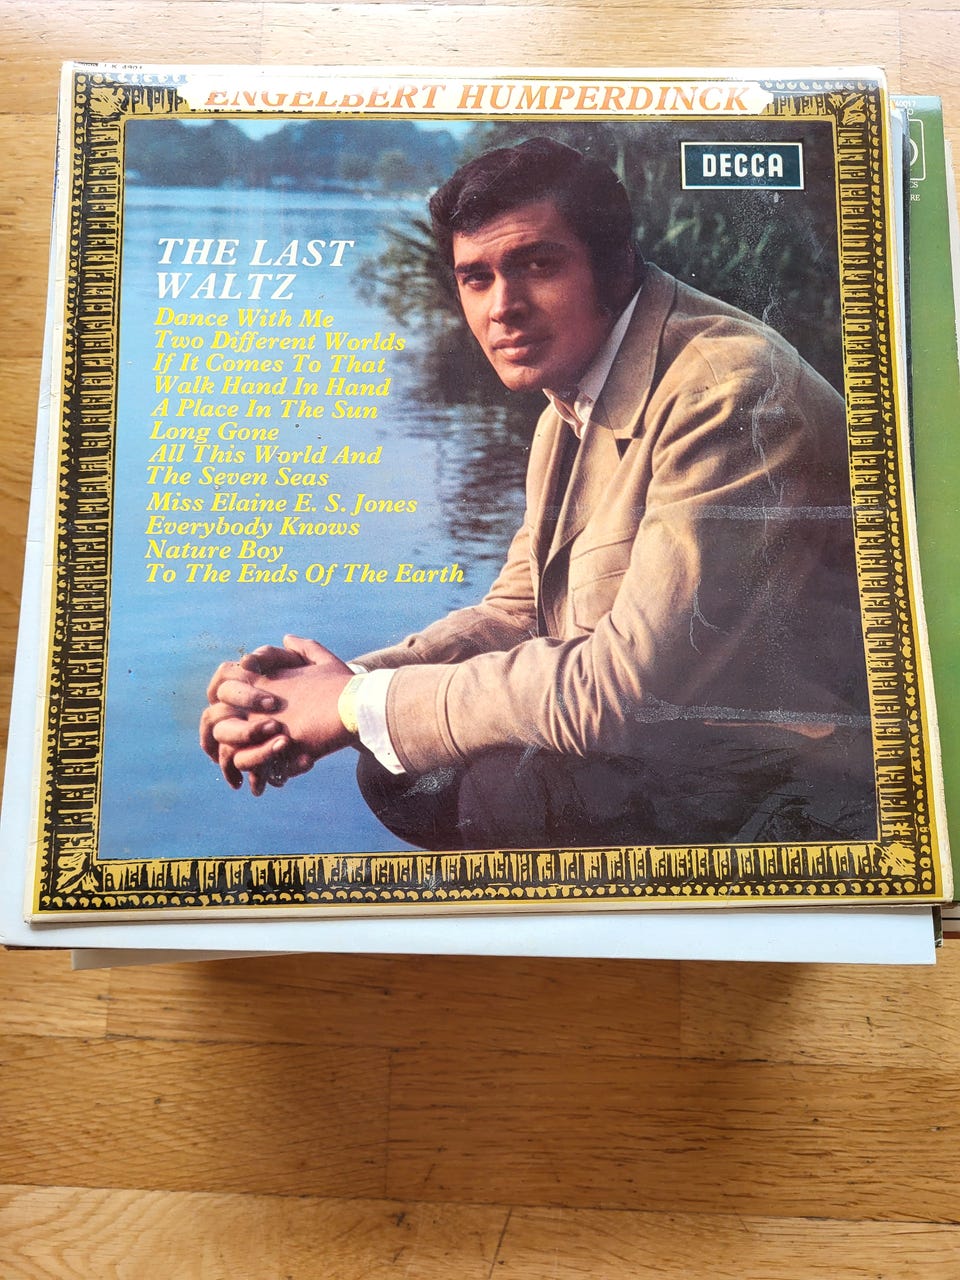 ENGELBERT HUMPERDINCK
DECCA
THE LAST
WALTZ
Dance With Me
Two Different Worlds
If It Comes To That
Walk Hand In Hand
A Place In The Sun
Long Gone
All This World And
The Seven Seas
Miss Elaine E. S. Jones
Everybody Knows
Nature Boy
To The Ends Of The Earth